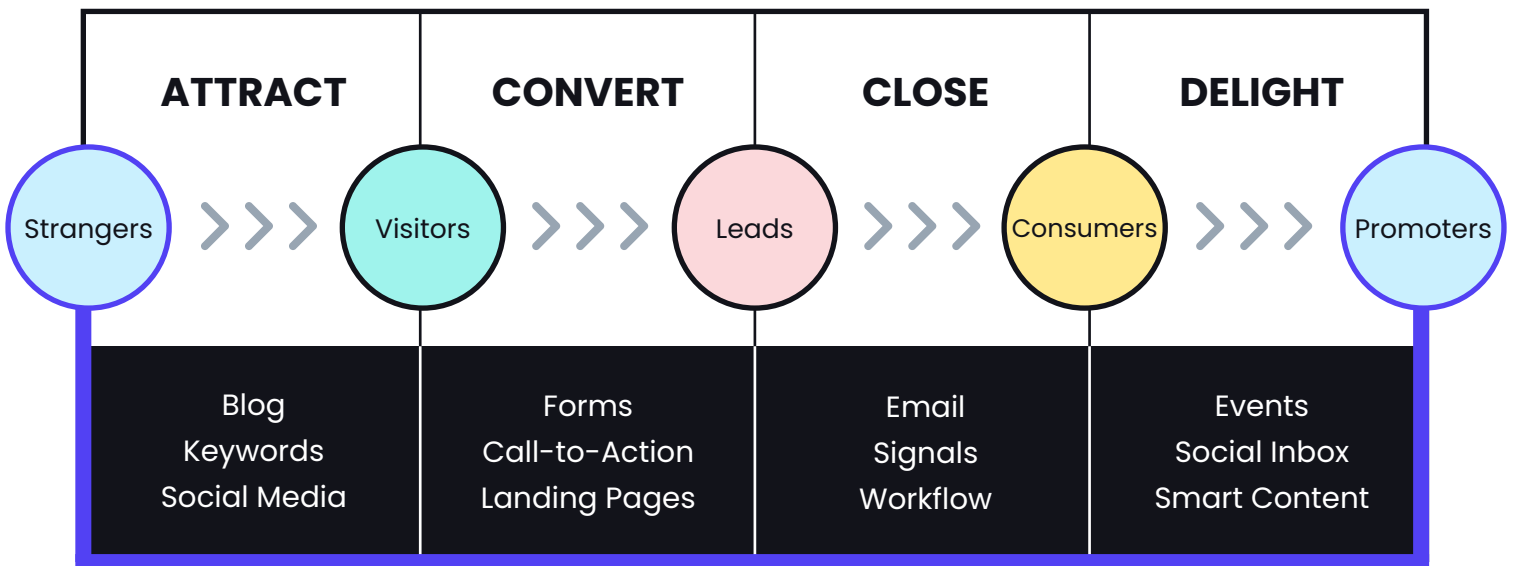 ATTRACT CONVERT CLOSE DELIGHT
Strangers Visitors Leads Consumers Promoters
Blog Forms Email Events
Keywords Call-to-Action Signals Social Inbox
Social Media Landing Pages Workflow Smart Content